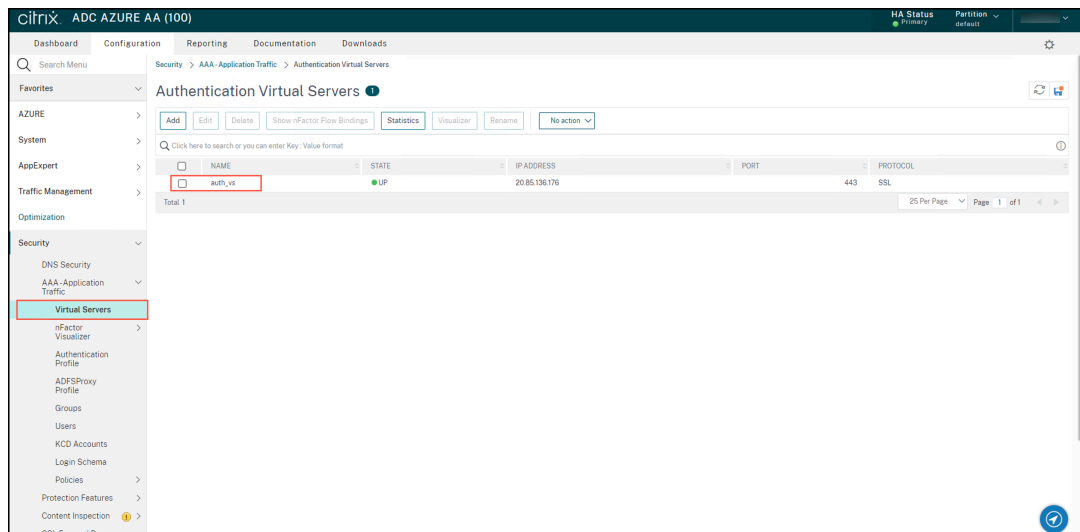 citrix. ADC AZURE AA (100)
HA Status
Primary
Partition
default
Dashboard Configuration Reporting Documentation Downloads
Search Menu
Favorites
AZURE
System
AppExpert
Traffic Management
Optimization
Security
DNS Security
AAA - Application
Traffic
Virtual Servers
nFactor
Visualizer
Authentication
Profile
ADFSProxy
Profile
Groups
Users
KCD Accounts
Login Schema
Policies
Protection Features
Content Inspection
Security > AAA - Application Traffic > Authentication Virtual Servers
Authentication Virtual Servers 1
Add Edit Delete Show nFactor Flow Bindings Statistics Visualizer Rename No action
Click here to search or you can enter Key : Value format
NAME STATE IP ADDRESS PORT PROTOCOL
auth_vs UP 20.85.136.176 443 SSL
Total 1 25 Per Page Page 1 of 1